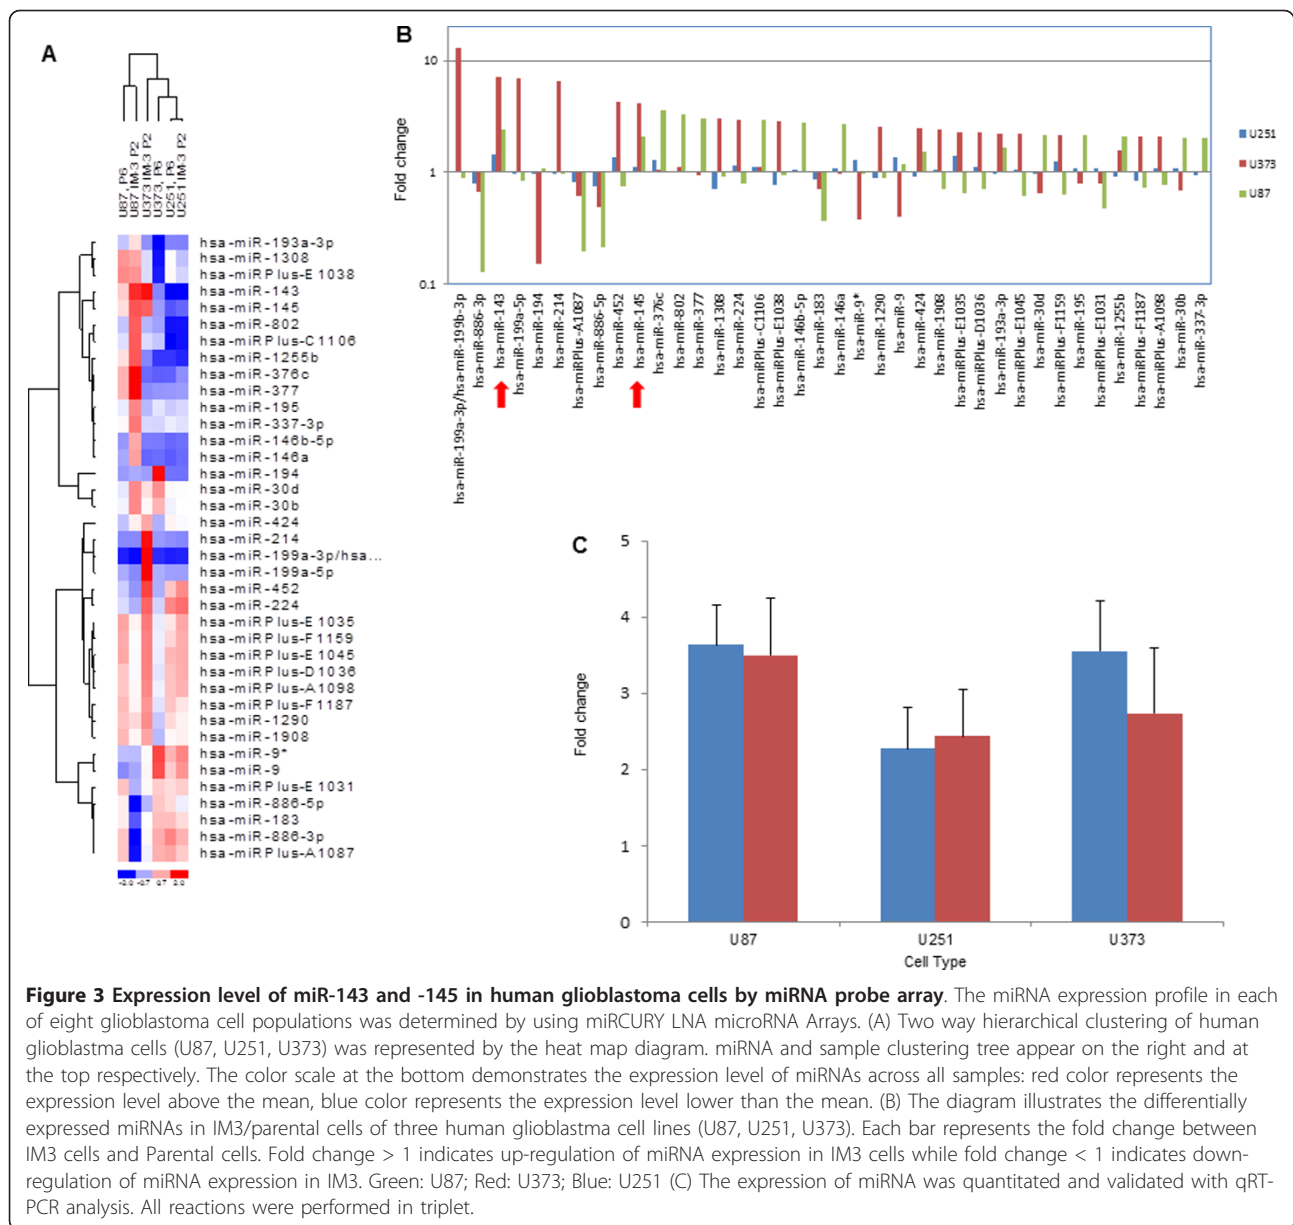 A
U87, P6
U87 IM-3 P2
U373 IM-3 P2
U373, P6
U251, P6
U251 IM-3 P2
hsa-miR-193a-3p
hsa-miR-1308
hsa-miRPlus-E1038
hsa-miR-143
hsa-miR-145
hsa-miR-802
hsa-miRPlus-C1106
hsa-miR-1255b
hsa-miR-376c
hsa-miR-377
hsa-miR-195
hsa-miR-337-3p
hsa-miR-146b-5p
hsa-miR-146a
hsa-miR-194
hsa-miR-30d
hsa-miR-30b
hsa-miR-424
hsa-miR-214
hsa-miR-199a-3p/hsa...
hsa-miR-199a-5p
hsa-miR-452
hsa-miR-224
hsa-miRPlus-E1035
hsa-miRPlus-F1159
hsa-miRPlus-E1045
hsa-miRPlus-D1036
hsa-miRPlus-A1098
hsa-miRPlus-F1187
hsa-miR-1290
hsa-miR-1908
hsa-miR-9*
hsa-miR-9
hsa-miRPlus-E1031
hsa-miR-886-5p
hsa-miR-183
hsa-miR-886-3p
hsa-miRPlus-A1087
-2.0 -0.7 0.7 2.0
B
Fold change
10
1
0.1
U251
U373
U87
hsa-miR-199a-3p/hsa-miR-199b-3p
hsa-miR-886-3p
hsa-miR-143
hsa-miR-199a-5p
hsa-miR-194
hsa-miR-214
hsa-miRPlus-A1087
hsa-miR-886-5p
hsa-miR-452
hsa-miR-145
hsa-miR-376c
hsa-miR-802
hsa-miR-377
hsa-miR-1308
hsa-miR-224
hsa-miRPlus-C1106
hsa-miRPlus-E1038
hsa-miR-146b-5p
hsa-miR-183
hsa-miR-146a
hsa-miR-9*
hsa-miR-1290
hsa-miR-9
hsa-miR-424
hsa-miR-1908
hsa-miRPlus-E1035
hsa-miRPlus-D1036
hsa-miR-193a-3p
hsa-miRPlus-E1045
hsa-miR-30d
hsa-miRPlus-F1159
hsa-miR-195
hsa-miRPlus-E1031
hsa-miR-1255b
hsa-miRPlus-F1187
hsa-miRPlus-A1098
hsa-miR-30b
hsa-miR-337-3p
C
Fold change
5
4
3
2
1
0
U87 U251 U373
Cell Type
Figure 3 Expression level of miR-143 and -145 in human glioblastoma cells by miRNA probe array. The miRNA expression profile in each
of eight glioblastoma cell populations was determined by using miRCURY LNA microRNA Arrays. (A) Two way hierarchical clustering of human
glioblastma cells (U87, U251, U373) was represented by the heat map diagram. miRNA and sample clustering tree appear on the right and at
the top respectively. The color scale at the bottom demonstrates the expression level of miRNAs across all samples: red color represents the
expression level above the mean, blue color represents the expression level lower than the mean. (B) The diagram illustrates the differentially
expressed miRNAs in IM3/parental cells of three human glioblastma cell lines (U87, U251, U373). Each bar represents the fold change between
IM3 cells and Parental cells. Fold change > 1 indicates up-regulation of miRNA expression in IM3 cells while fold change < 1 indicates down-
regulation of miRNA expression in IM3. Green: U87; Red: U373; Blue: U251 (C) The expression of miRNA was quantitated and validated with qRT-
PCR analysis. All reactions were performed in triplet.